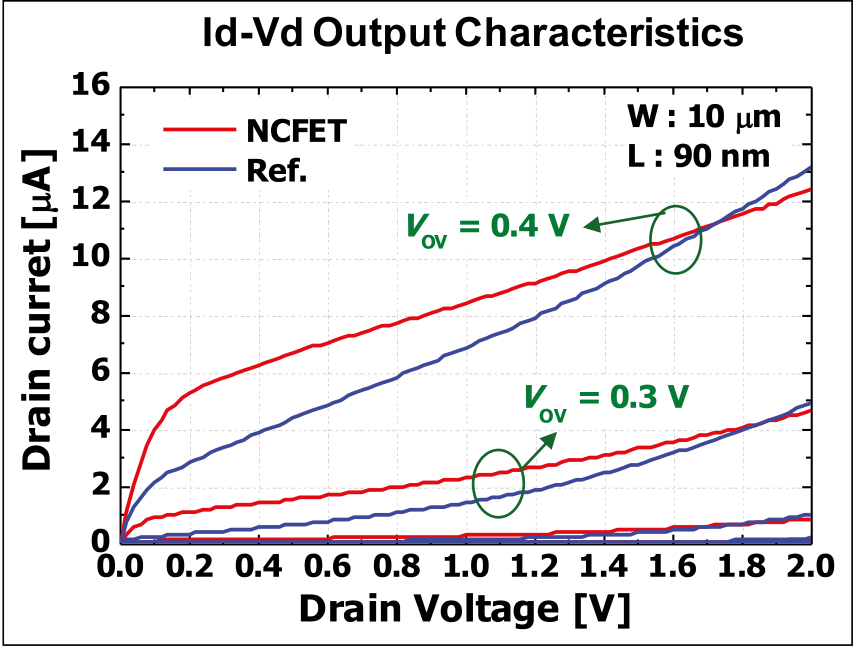 Id-Vd Output Characteristics
16
14
12
10
8
6
4
2
0
Drain curret [μA]
NCFET
Ref.
W : 10 μm
L : 90 nm
VOV = 0.4 V
VOV = 0.3 V
0.0 0.2 0.4 0.6 0.8 1.0 1.2 1.4 1.6 1.8 2.0
Drain Voltage [V]